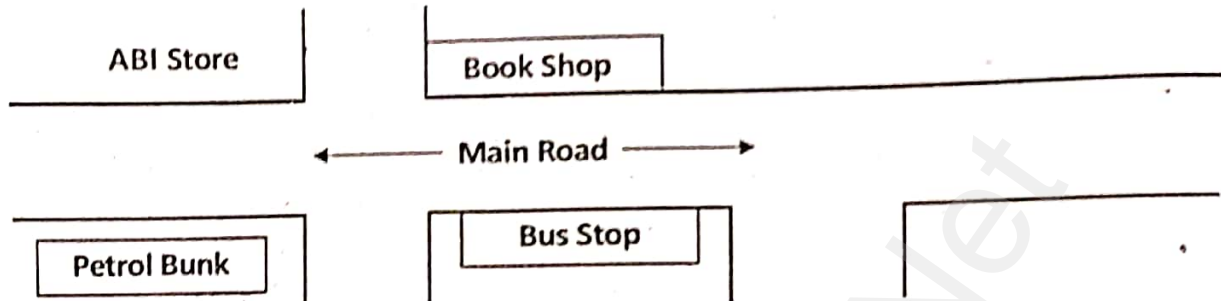 ABI Store
Book Shop
Main Road
Bus Stop
Petrol Bunk